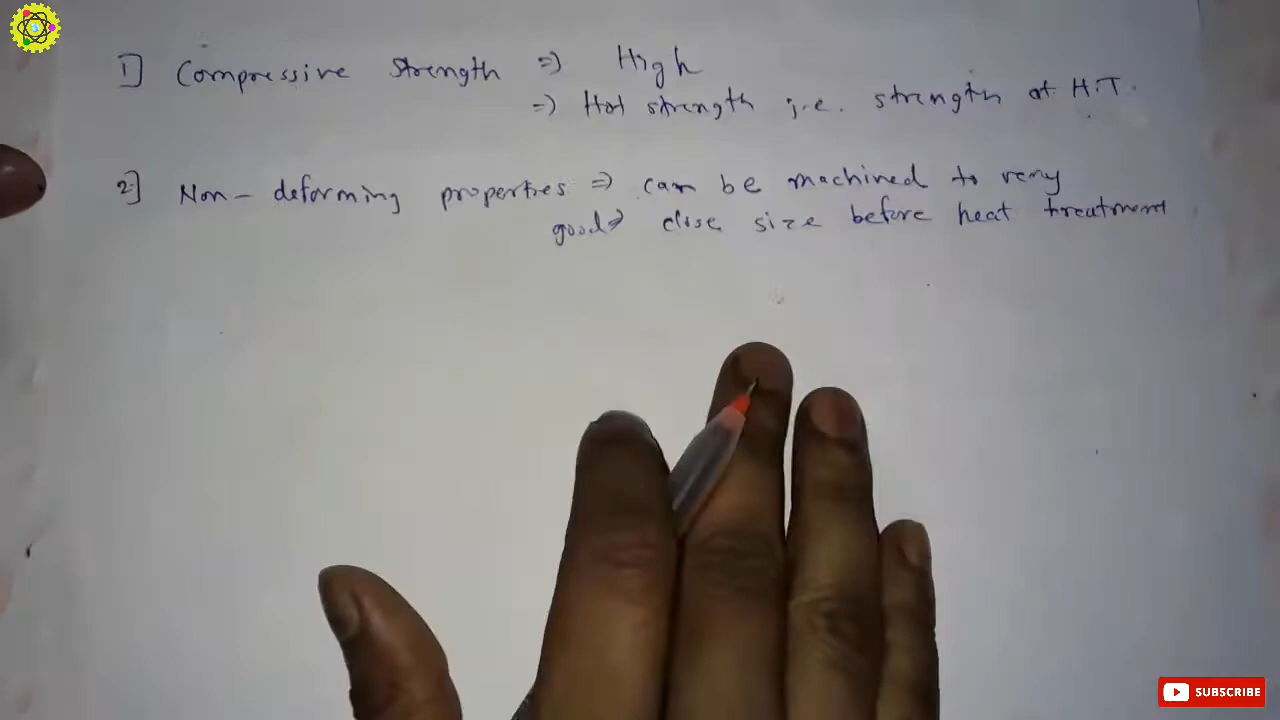 1] Compressive Strength => High
=> Hot strength i.e. strength at H.T.
2] Non-deforming properties => can be machined to very
good & close size before heat treatment
SUBSCRIBE